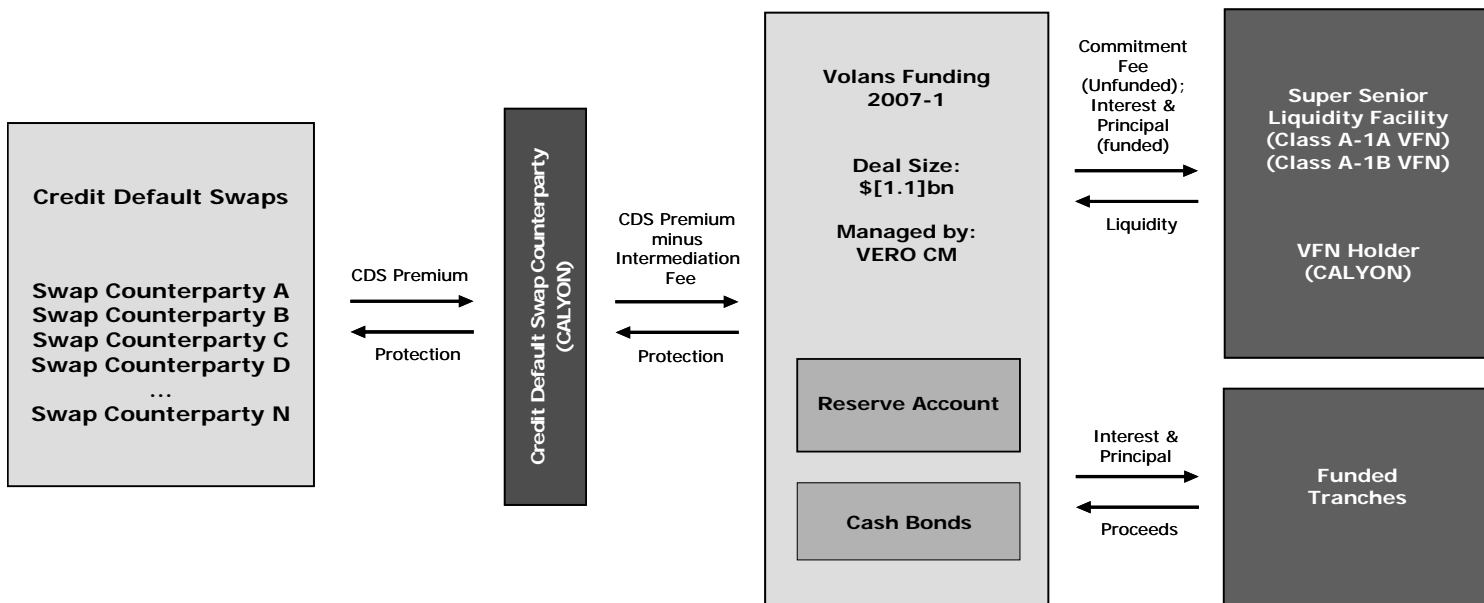 Credit Default Swaps
Swap Counterparty A
Swap Counterparty B
Swap Counterparty C
Swap Counterparty D
...
Swap Counterparty N
CDS Premium
Protection
Credit Default Swap Counterparty
(CALYON)
CDS Premium
minus
Intermediation
Fee
Protection
Volans Funding
2007-1
Deal Size:
$[1.1]bn
Managed by:
VERO CM
Reserve Account
Cash Bonds
Commitment
Fee
(Unfunded);
Interest &
Principal
(funded)
Liquidity
Super Senior
Liquidity Facility
(Class A-1A VFN)
(Class A-1B VFN)
VFN Holder
(CALYON)
Interest &
Principal
Proceeds
Funded
Tranches